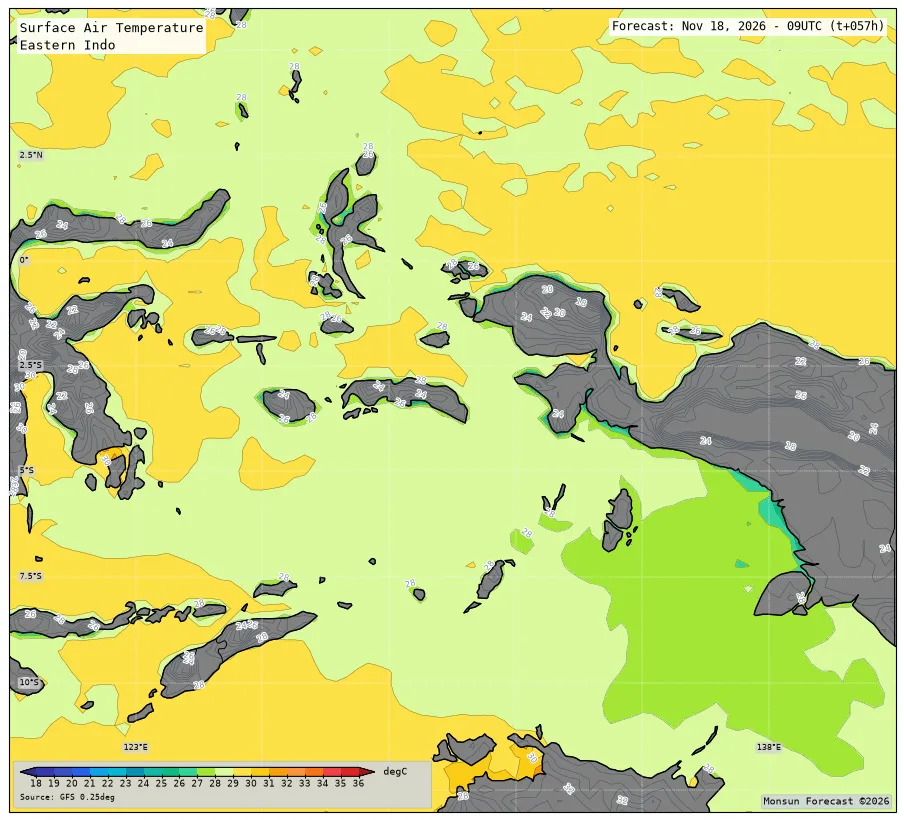 Surface Air Temperature
Eastern Indo
Forecast: Nov 18, 2026 - 09UTC (t+057h)
2.5°N
0°
2.5°S
5°S
7.5°S
10°S
123°E
138°E
degC
18 19 20 21 22 23 24 25 26 27 28 29 30 31 32 33 34 35 36
Source: GFS 0.25deg
Monsun Forecast ©2026